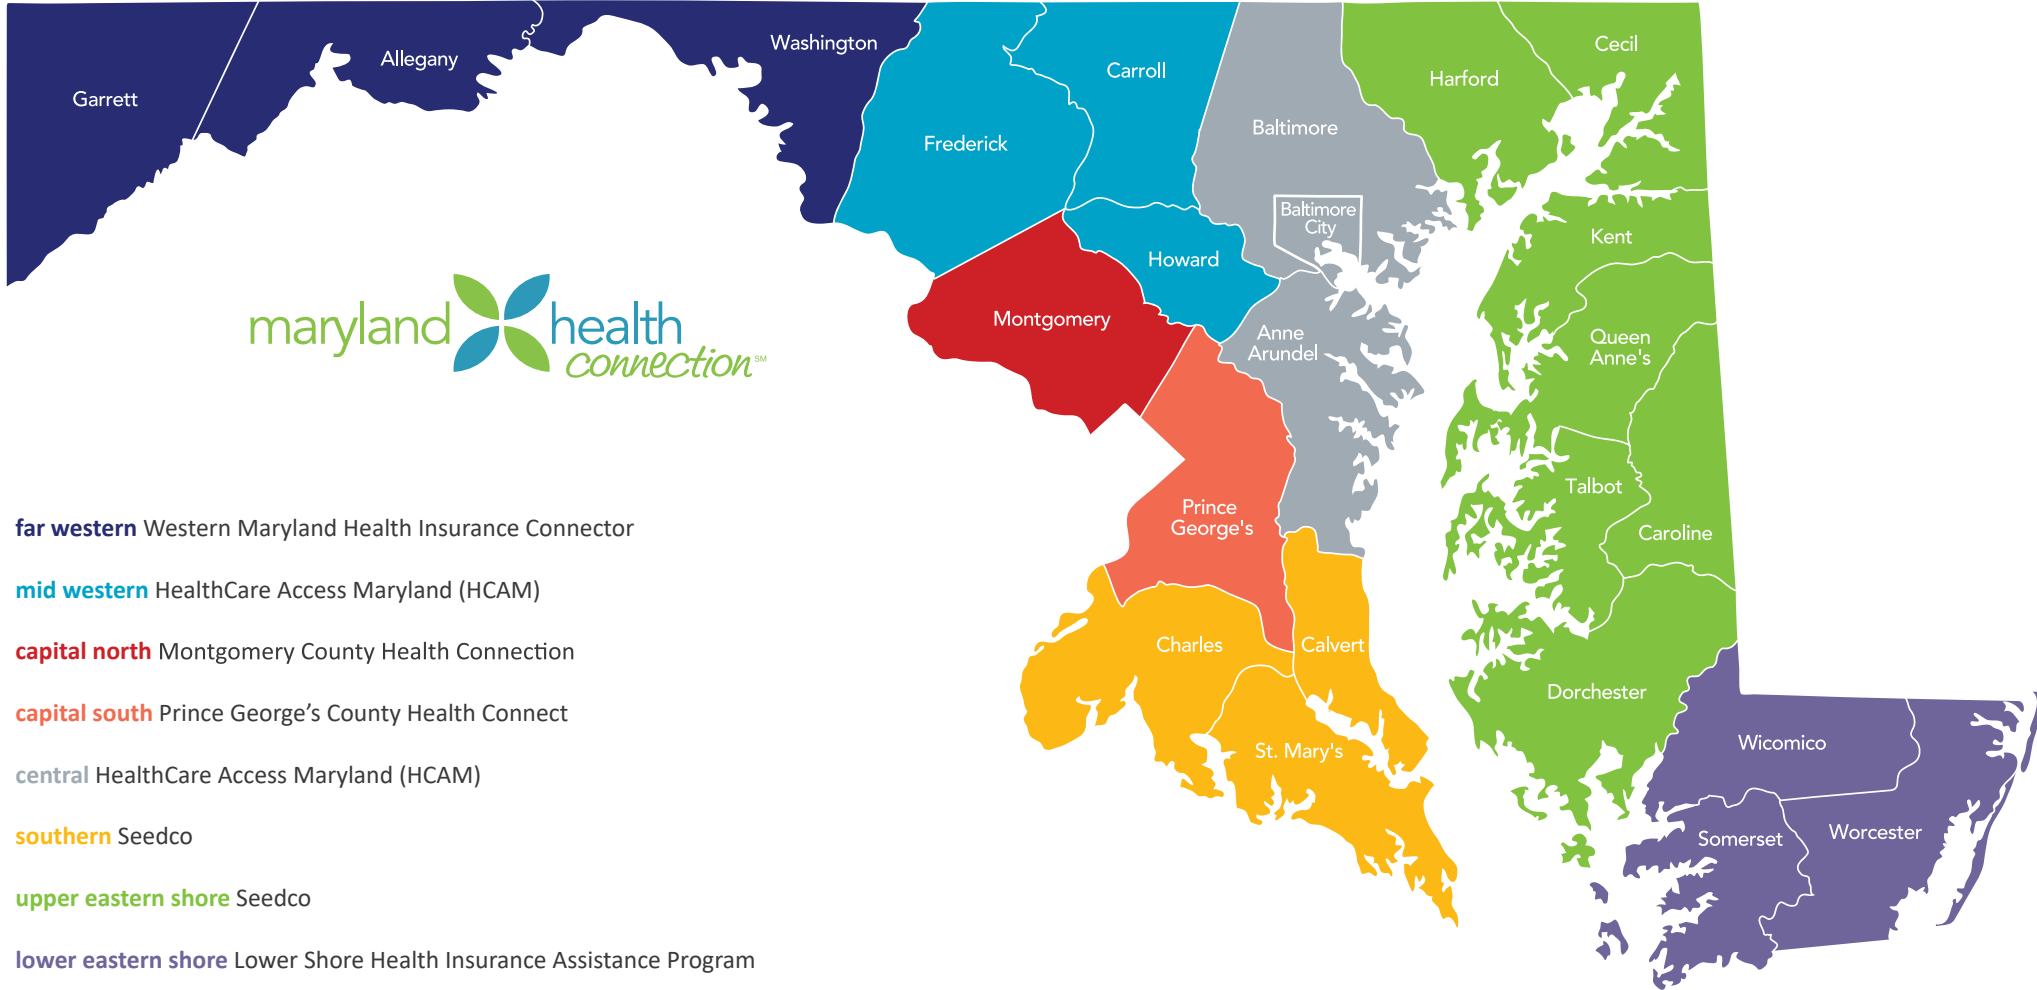 Washington
Cecil
Allegany
Carroll
Harford
Garrett
Baltimore
Frederick
Baltimore
City
Kent
Howard
Montgomery
Anne
Arundel
Queen
Anne's
maryland health
connection SM
Talbot
Prince
George's
Caroline
Charles
Calvert
Dorchester
St. Mary's
Wicomico
Somerset
Worcester
far western Western Maryland Health Insurance Connector
mid western HealthCare Access Maryland (HCAM)
capital north Montgomery County Health Connection
capital south Prince George’s County Health Connect
central HealthCare Access Maryland (HCAM)
southern Seedco
upper eastern shore Seedco
lower eastern shore Lower Shore Health Insurance Assistance Program